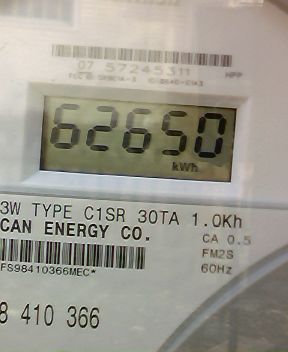 07 57245311 HPP
62650
kWh
3W TYPE C1SR 30TA 1.0Kh
CAN ENERGY CO. CA 0.5
FM2S
FS98410366MEC* 60Hz
8 410 366